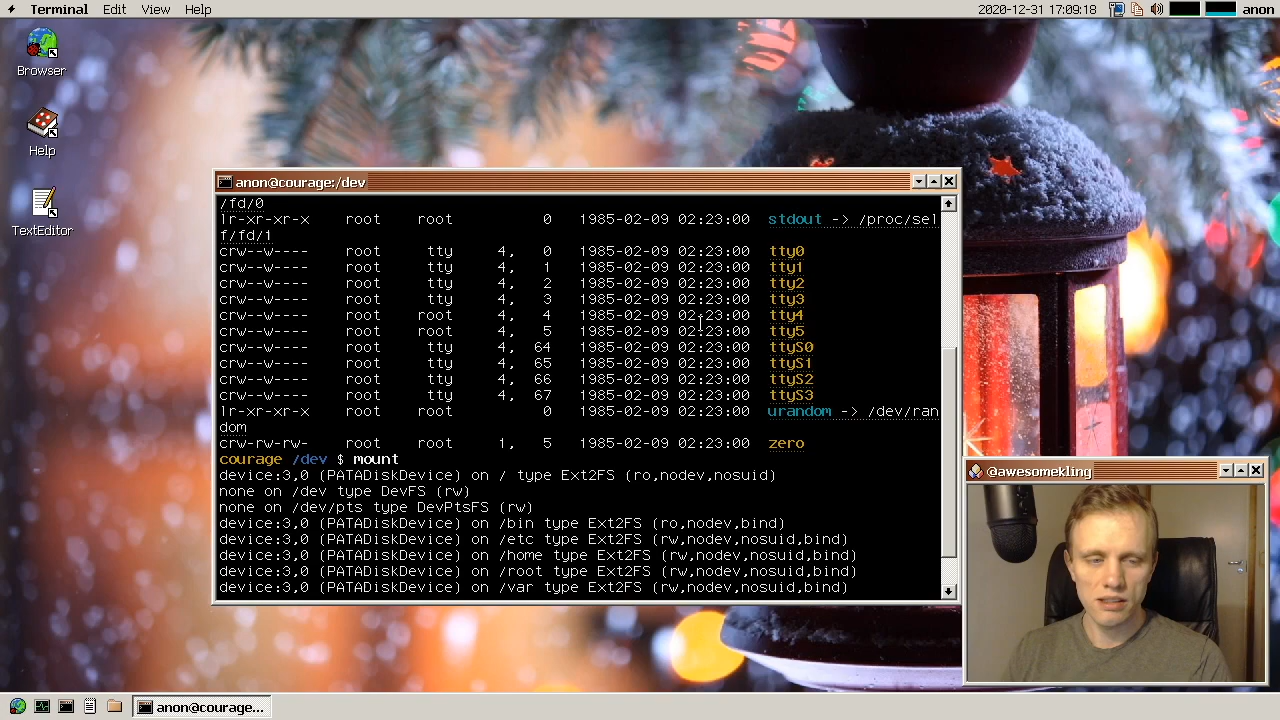 Terminal Edit View Help
2020-12-31 17:09:18
anon
Browser
Help
TextEditor
anon@courage:/dev
/fd/0
lr-xr-xr-x root root 0 1985-02-09 02:23:00 stdout -> /proc/sel
f/fd/1
crw--w---- root tty 4, 0 1985-02-09 02:23:00 tty0
crw--w---- root tty 4, 1 1985-02-09 02:23:00 tty1
crw--w---- root tty 4, 2 1985-02-09 02:23:00 tty2
crw--w---- root tty 4, 3 1985-02-09 02:23:00 tty3
crw--w---- root root 4, 4 1985-02-09 02:23:00 tty4
crw--w---- root root 4, 5 1985-02-09 02:23:00 tty5
crw--w---- root tty 4, 64 1985-02-09 02:23:00 ttyS0
crw--w---- root tty 4, 65 1985-02-09 02:23:00 ttyS1
crw--w---- root tty 4, 66 1985-02-09 02:23:00 ttyS2
crw--w---- root tty 4, 67 1985-02-09 02:23:00 ttyS3
lr-xr-xr-x root root 0 1985-02-09 02:23:00 urandom -> /dev/ran
dom
crw-rw-rw- root root 1, 5 1985-02-09 02:23:00 zero
courage /dev $ mount
device:3,0 (PATADiskDevice) on / type Ext2FS (ro,nodev,nosuid)
none on /dev type DevFS (rw)
none on /dev/pts type DevPtsFS (rw)
device:3,0 (PATADiskDevice) on /bin type Ext2FS (ro,nodev,bind)
device:3,0 (PATADiskDevice) on /etc type Ext2FS (rw,nodev,nosuid,bind)
device:3,0 (PATADiskDevice) on /home type Ext2FS (rw,nodev,nosuid,bind)
device:3,0 (PATADiskDevice) on /root type Ext2FS (rw,nodev,nosuid,bind)
device:3,0 (PATADiskDevice) on /var type Ext2FS (rw,nodev,nosuid,bind)
@awesomekling
anon@courage...